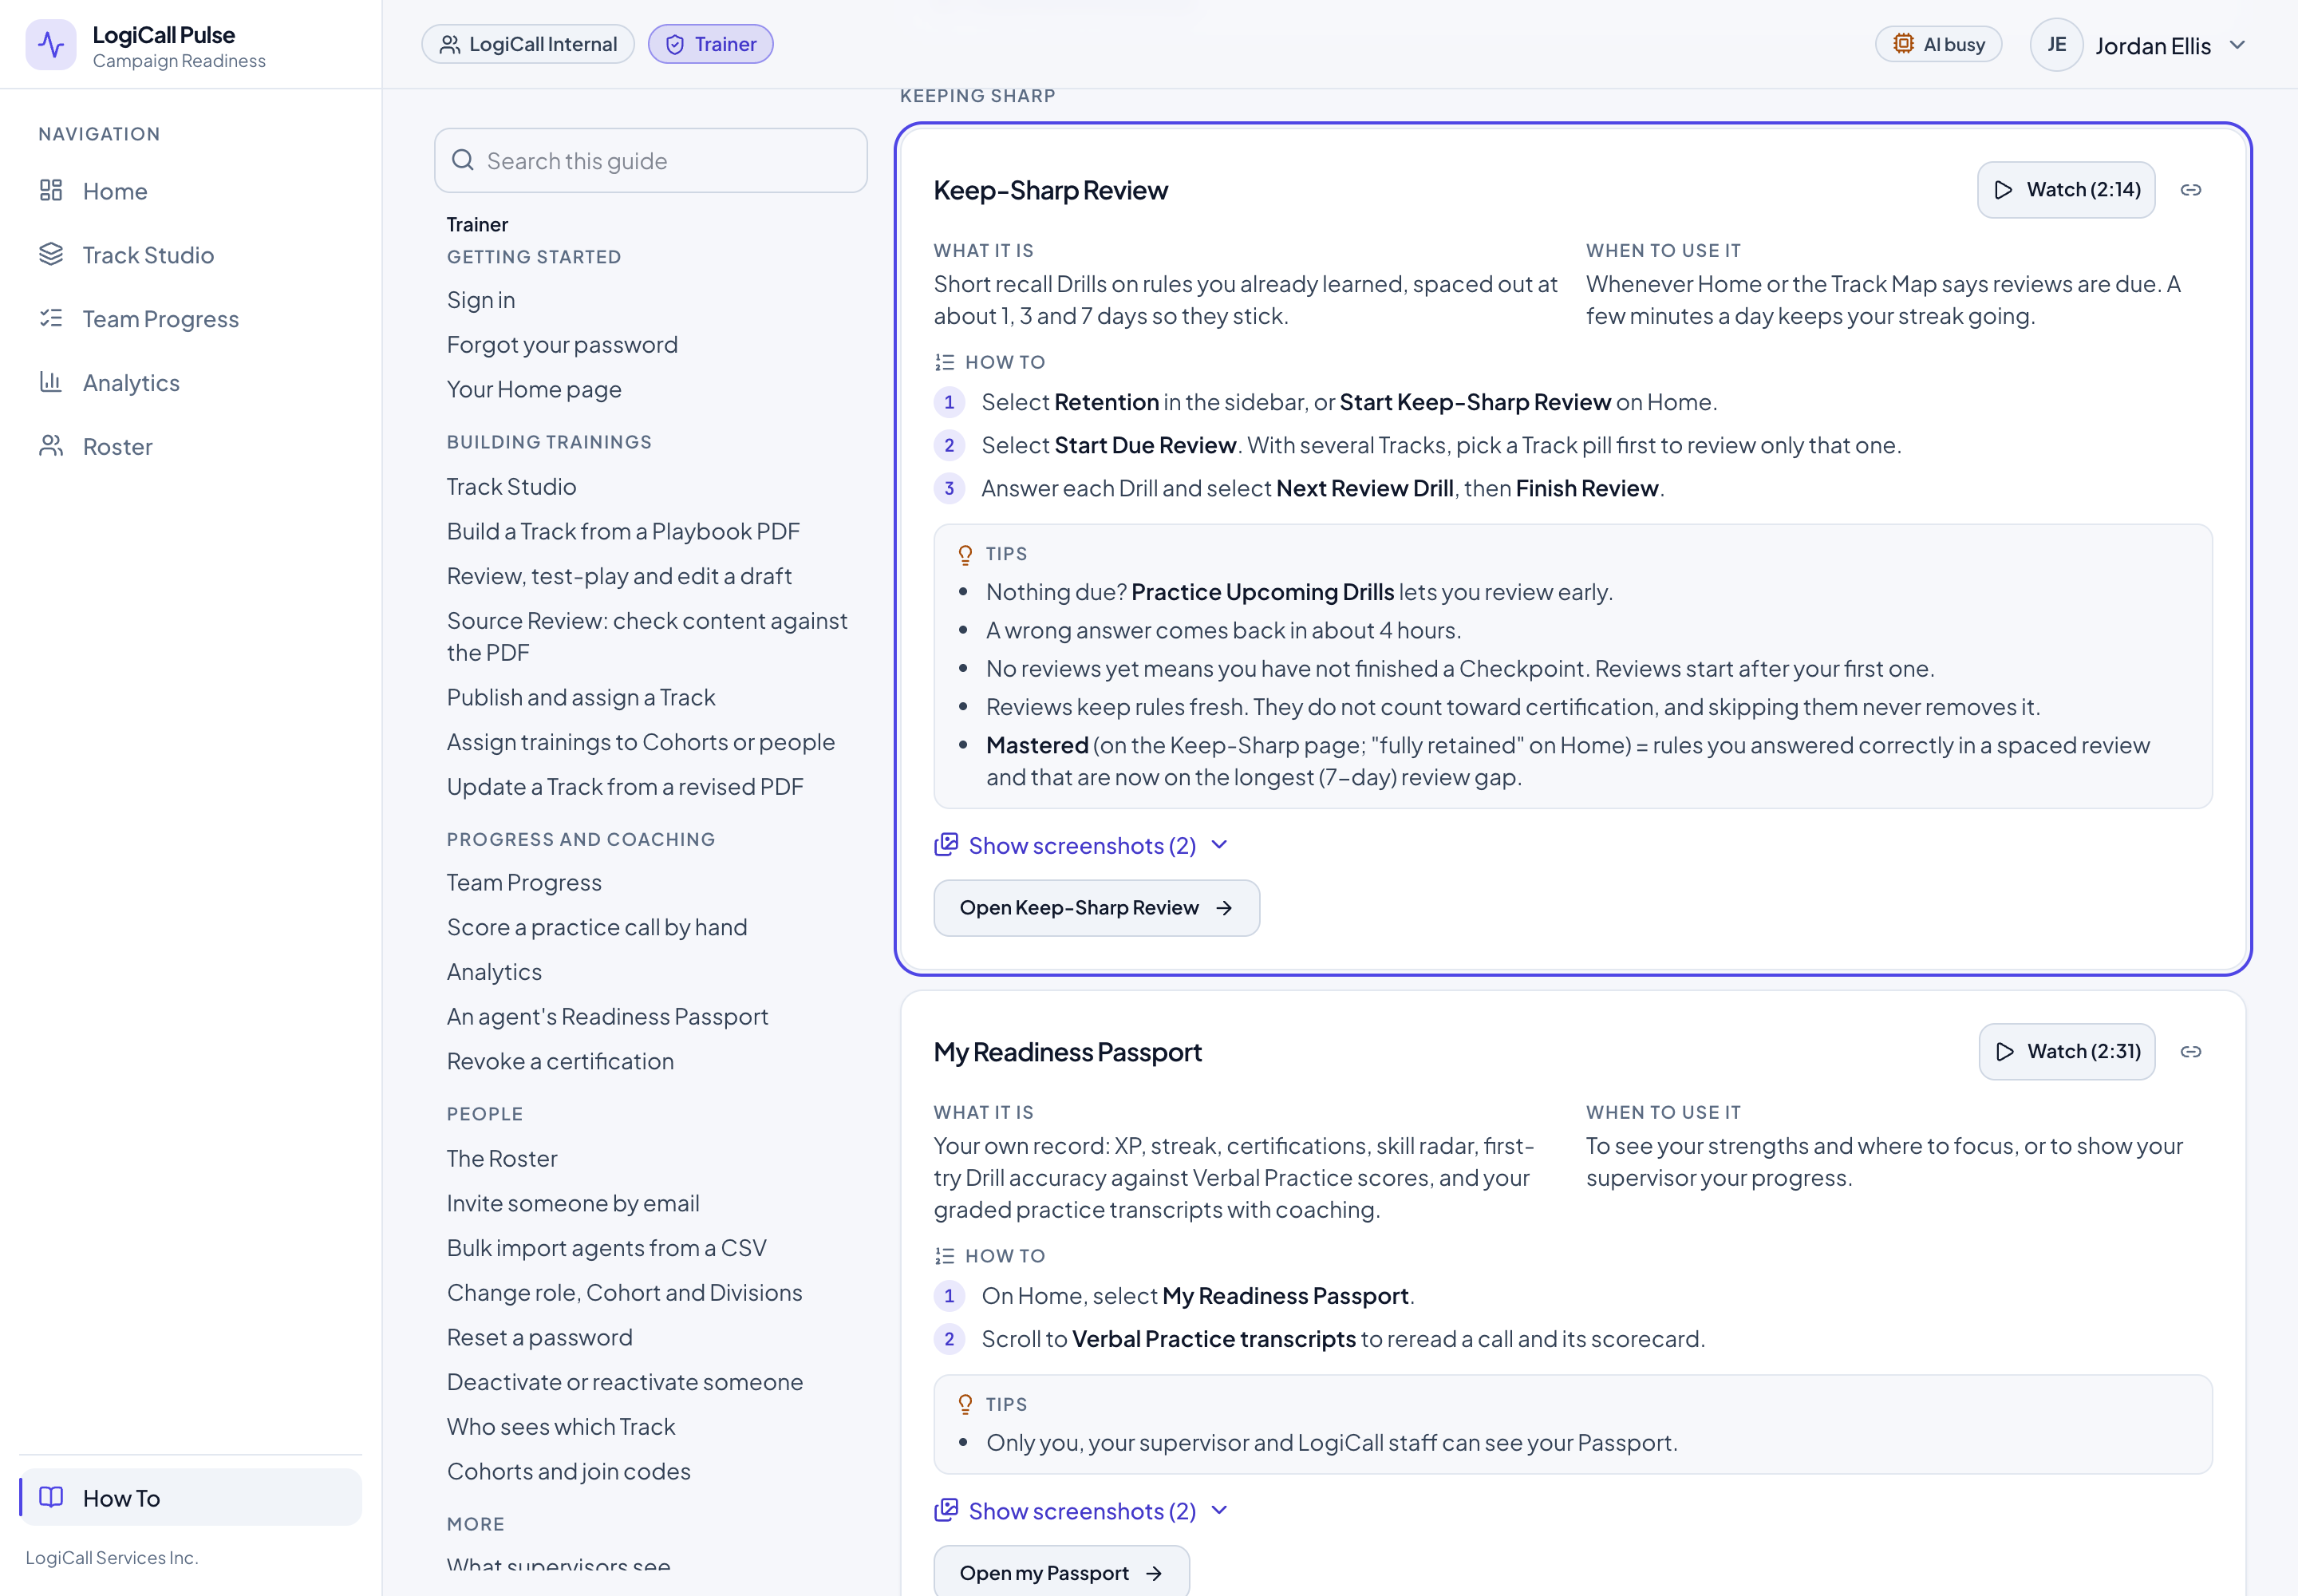 LogiCall Pulse
Campaign Readiness
LogiCall Internal
Trainer
AI busy
JE
Jordan Ellis
NAVIGATION
Home
Track Studio
Team Progress
Analytics
Roster
How To
LogiCall Services Inc.
Search this guide
Trainer
GETTING STARTED
Sign in
Forgot your password
Your Home page
BUILDING TRAININGS
Track Studio
Build a Track from a Playbook PDF
Review, test-play and edit a draft
Source Review: check content against
the PDF
Publish and assign a Track
Assign trainings to Cohorts or people
Update a Track from a revised PDF
PROGRESS AND COACHING
Team Progress
Score a practice call by hand
Analytics
An agent's Readiness Passport
Revoke a certification
PEOPLE
The Roster
Invite someone by email
Bulk import agents from a CSV
Change role, Cohort and Divisions
Reset a password
Deactivate or reactivate someone
Who sees which Track
Cohorts and join codes
MORE
What supervisors see
KEEPING SHARP
Keep-Sharp Review
Watch (2:14)
WHAT IT IS
Short recall Drills on rules you already learned, spaced out at
about 1, 3 and 7 days so they stick.
WHEN TO USE IT
Whenever Home or the Track Map says reviews are due. A
few minutes a day keeps your streak going.
HOW TO
1 Select Retention in the sidebar, or Start Keep-Sharp Review on Home.
2 Select Start Due Review. With several Tracks, pick a Track pill first to review only that one.
3 Answer each Drill and select Next Review Drill, then Finish Review.
TIPS
• Nothing due? Practice Upcoming Drills lets you review early.
• A wrong answer comes back in about 4 hours.
• No reviews yet means you have not finished a Checkpoint. Reviews start after your first one.
• Reviews keep rules fresh. They do not count toward certification, and skipping them never removes it.
• Mastered (on the Keep-Sharp page; "fully retained" on Home) = rules you answered correctly in a spaced review
and that are now on the longest (7–day) review gap.
Show screenshots (2)
Open Keep-Sharp Review
My Readiness Passport
Watch (2:31)
WHAT IT IS
Your own record: XP, streak, certifications, skill radar, first-
try Drill accuracy against Verbal Practice scores, and your
graded practice transcripts with coaching.
WHEN TO USE IT
To see your strengths and where to focus, or to show your
supervisor your progress.
HOW TO
1 On Home, select My Readiness Passport.
2 Scroll to Verbal Practice transcripts to reread a call and its scorecard.
TIPS
• Only you, your supervisor and LogiCall staff can see your Passport.
Show screenshots (2)
Open my Passport